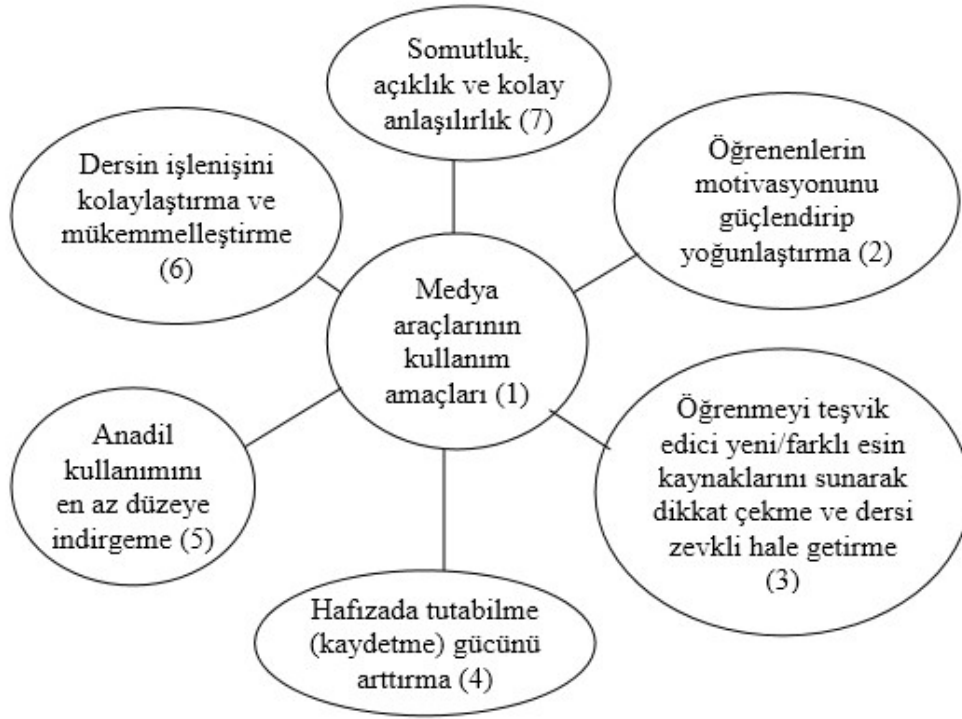 Somutluk,
açıklık ve kolay
anlaşılırlık (7)
Dersin işlenişini
kolaylaştırma ve
mükemmelleştirme
(6)
Öğrenenlerin
motivasyonunu
güçlendirip
yoğunlaştırma (2)
Medya
araçlarının
kullanım
amaçları (1)
Anadil
kullanımını
en az düzeye
indirgeme (5)
Öğrenmeyi teşvik
edici yeni/farklı esin
kaynaklarını sunarak
dikkat çekme ve dersi
zevkli hale getirme
(3)
Hafızada tutabilme
(kaydetme) gücünü
arttırma (4)